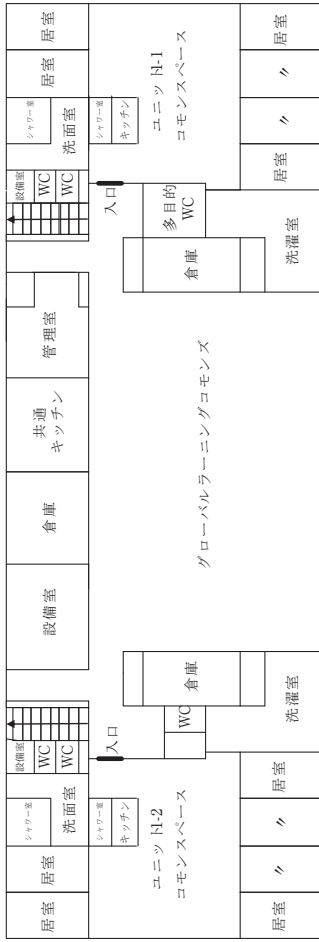 居室
居室
シャワー室
洗面室
設備室
WC
WC
シャワー室
キッチン
ユニット1-1
コモンスペース
入口
多目的
WC
倉庫
居室
〃
〃
居室
洗濯室
管理室
共通
キッチン
倉庫
設備室
グローバルラーニングコモンズ
設備室
WC
WC
シャワー室
洗面室
居室
居室
シャワー室
キッチン
ユニット1-2
コモンスペース
入口
WC
倉庫
洗濯室
居室
〃
〃
居室